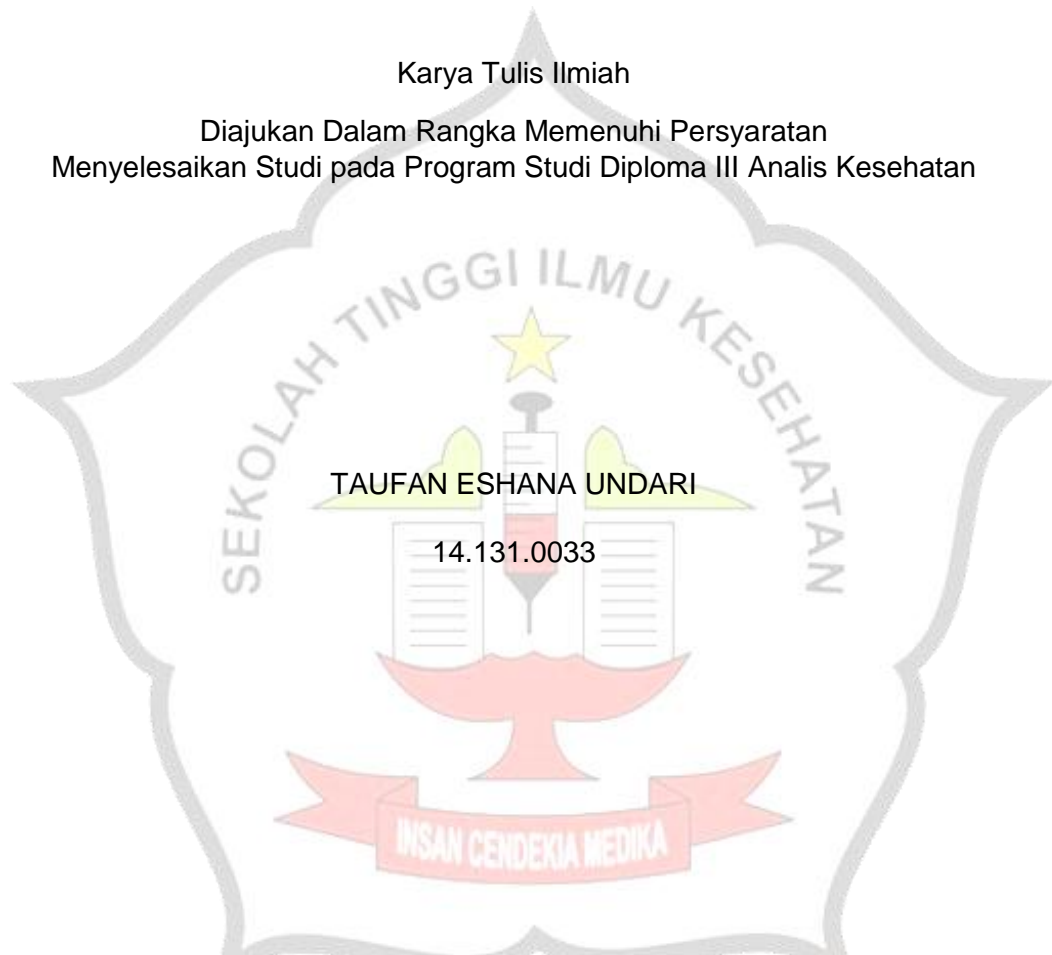 Karya Tulis Ilmiah
Diajukan Dalam Rangka Memenuhi Persyaratan
Menyelesaikan Studi pada Program Studi Diploma III Analis Kesehatan
SEKOLAH TINGGI ILMU KESEHATAN
TAUFAN ESHANA UNDARI
14.131.0033
INSAN CENDEKIA MEDIKA